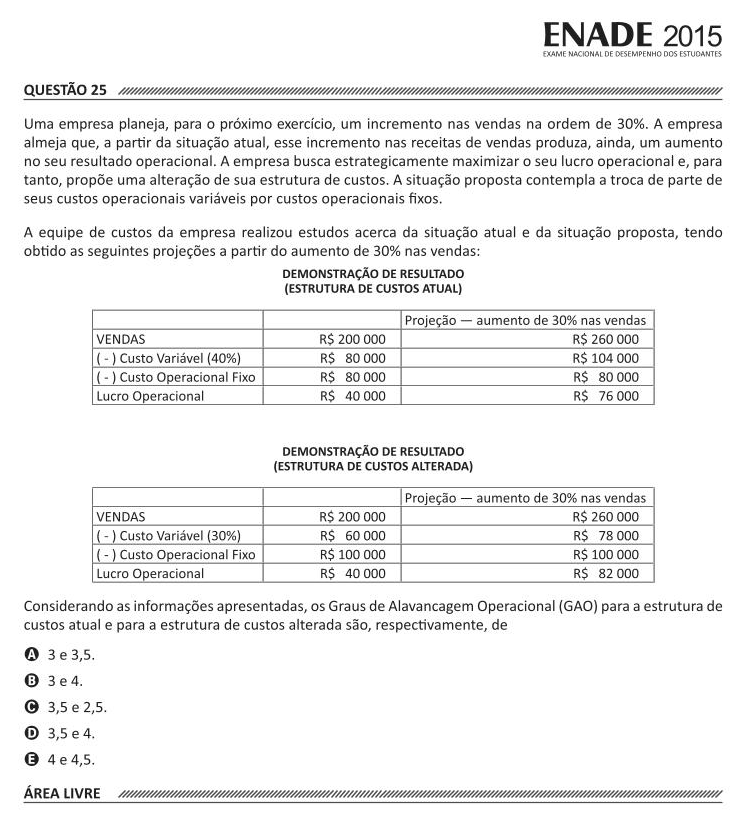 ENADE 2015
EXAME NACIONAL DE DESEMPENHO DOS ESTUDANTES
QUESTÃO 25
Uma empresa planeja, para o próximo exercício, um incremento nas vendas na ordem de 30%. A empresa
almeja que, a partir da situação atual, esse incremento nas receitas de vendas produza, ainda, um aumento
no seu resultado operacional. A empresa busca estrategicamente maximizar o seu lucro operacional e, para
tanto, propõe uma alteração de sua estrutura de custos. A situação proposta contempla a troca de parte de
seus custos operacionais variáveis por custos operacionais fixos.
A equipe de custos da empresa realizou estudos acerca da situação atual e da situação proposta, tendo
obtido as seguintes projeções a partir do aumento de 30% nas vendas:
DEMONSTRAÇÃO DE RESULTADO
(ESTRUTURA DE CUSTOS ATUAL)
Projeção — aumento de 30% nas vendas
VENDAS R$ 200 000 R$ 260 000
( - ) Custo Variável (40%) R$ 80 000 R$ 104 000
( - ) Custo Operacional Fixo R$ 80 000 R$ 80 000
Lucro Operacional R$ 40 000 R$ 76 000
DEMONSTRAÇÃO DE RESULTADO
(ESTRUTURA DE CUSTOS ALTERADA)
Projeção — aumento de 30% nas vendas
VENDAS R$ 200 000 R$ 260 000
( - ) Custo Variável (30%) R$ 60 000 R$ 78 000
( - ) Custo Operacional Fixo R$ 100 000 R$ 100 000
Lucro Operacional R$ 40 000 R$ 82 000
Considerando as informações apresentadas, os Graus de Alavancagem Operacional (GAO) para a estrutura de
custos atual e para a estrutura de custos alterada são, respectivamente, de
A 3 e 3,5.
B 3 e 4.
C 3,5 e 2,5.
D 3,5 e 4.
E 4 e 4,5.
ÁREA LIVRE